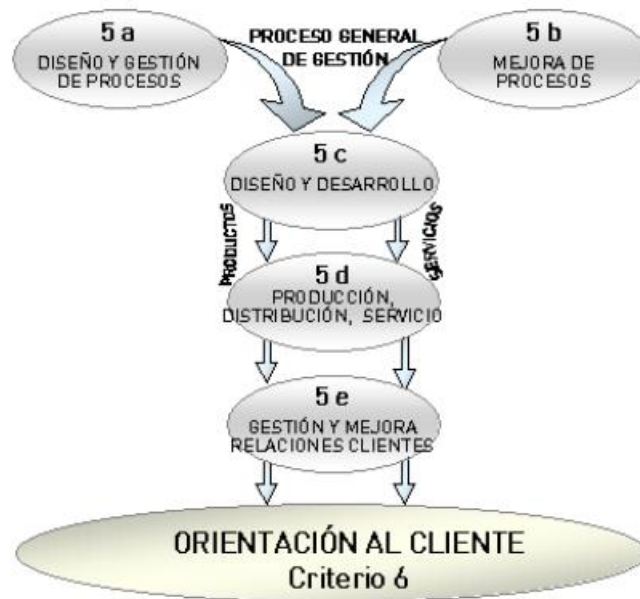 5 a
DISEÑO Y GESTIÓN
DE PROCESOS
PROCESO GENERAL
DE GESTIÓN
5 b
MEJORA DE
PROCESOS
5 c
DISEÑO Y DESARROLLO
PRODUCTOS
SERVICIOS
5 d
PRODUCCIÓN,
DISTRIBUCIÓN, SERVICIO
5 e
GESTIÓN Y MEJORA
RELACIONES CLIENTES
ORIENTACIÓN AL CLIENTE
Criterio 6